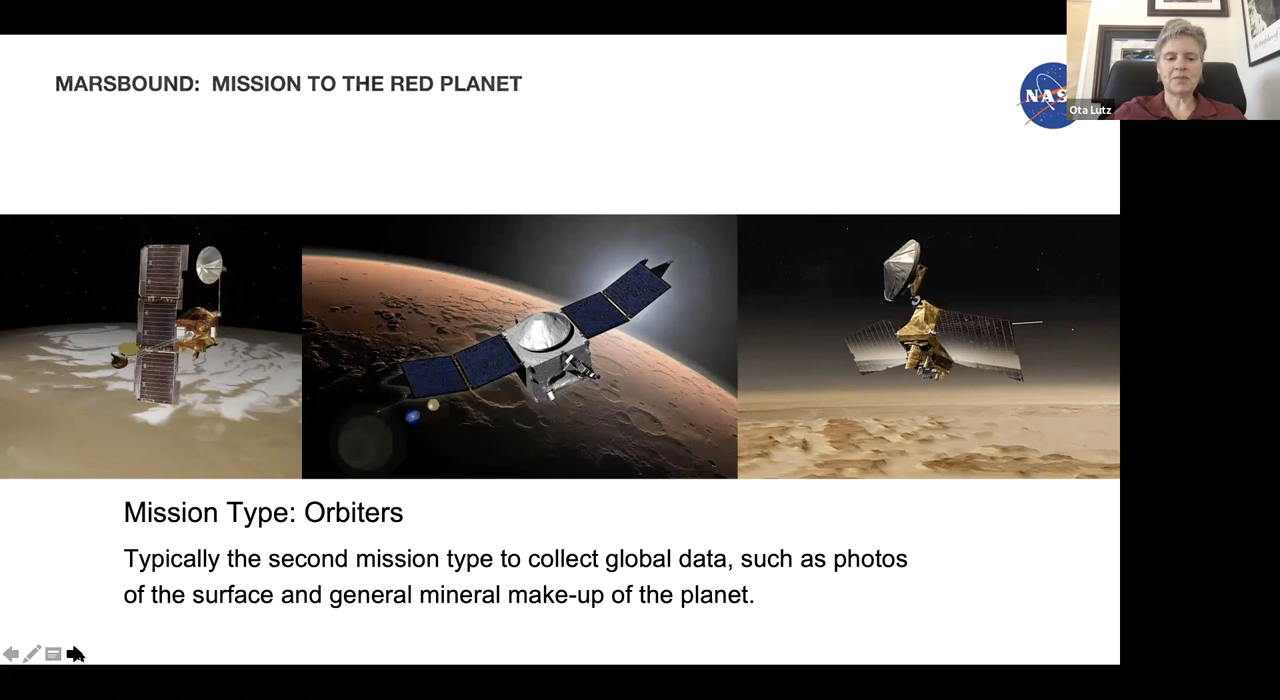 MARSBOUND: MISSION TO THE RED PLANET
NAS
Ota Lutz
Mission Type: Orbiters
Typically the second mission type to collect global data, such as photos
of the surface and general mineral make-up of the planet.